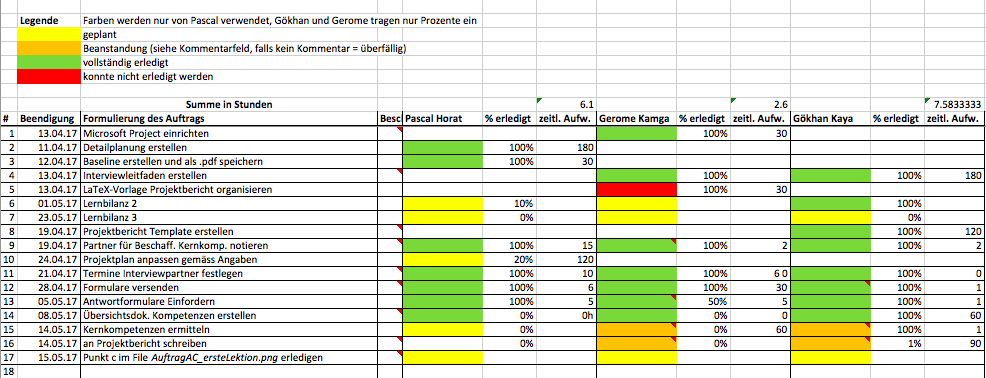 Legende Farben werden nur von Pascal verwendet, Gökhan und Gerome tragen nur Prozente ein
geplant
Beanstandung (siehe Kommentarfeld, falls kein Kommentar = überfällig)
vollständig erledigt
konnte nicht erledigt werden
Summe in Stunden 6.1 2.6 7.5833333
# Beendigung Formulierung des Auftrags Besc Pascal Horat % erledigt zeitl. Aufw. Gerome Kamga % erledigt zeitl. Aufw. Gökhan Kaya % erledigt zeitl. Aufw.
1 13.04.17 Microsoft Project einrichten 100% 30
2 11.04.17 Detailplanung erstellen 100% 180
3 12.04.17 Baseline erstellen und als .pdf speichern 100% 30
4 13.04.17 Interviewleitfaden erstellen 100% 100% 180
5 13.04.17 LaTeX-Vorlage Projektbericht organisieren 100% 30
6 01.05.17 Lernbilanz 2 10% 100%
7 23.05.17 Lernbilanz 3 0% 0%
8 19.04.17 Projektbericht Template erstellen 100% 120
9 19.04.17 Partner für Beschaff. Kernkomp. notieren 100% 15 100% 2 100% 2
10 24.04.17 Projektplan anpassen gemäss Angaben 20% 120
11 21.04.17 Termine Interviewpartner festlegen 100% 10 100% 6 0 100% 0
12 28.04.17 Formulare versenden 100% 6 100% 30 100% 1
13 05.05.17 Antwortformulare Einfordern 100% 5 50% 5 100% 1
14 08.05.17 Übersichtsdok. Kompetenzen erstellen 0% 0h 0% 0 100% 60
15 14.05.17 Kernkompetenzen ermitteln 0% 0% 60 100% 1
16 14.05.17 an Projektbericht schreiben 0% 0% 1% 90
17 15.05.17 Punkt c im File AuftragAC_ersteLektion.png erledigen
18